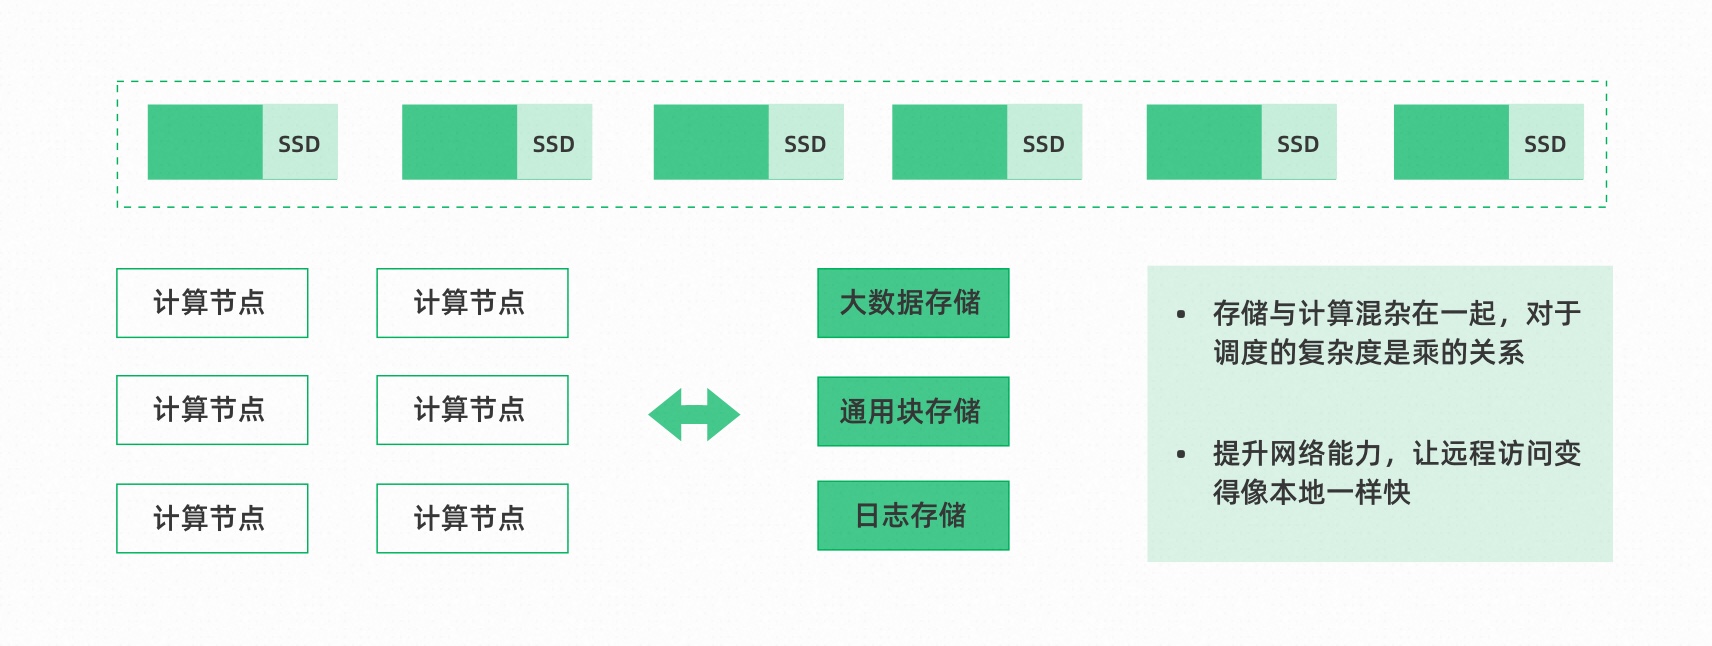 SSD
SSD
SSD
SSD
SSD
SSD
计算节点
计算节点
大数据存储
计算节点
计算节点
通用块存储
计算节点
计算节点
日志存储
• 存储与计算混杂在一起，对于
调度的复杂度是乘的关系
• 提升网络能力，让远程访问变
得像本地一样快